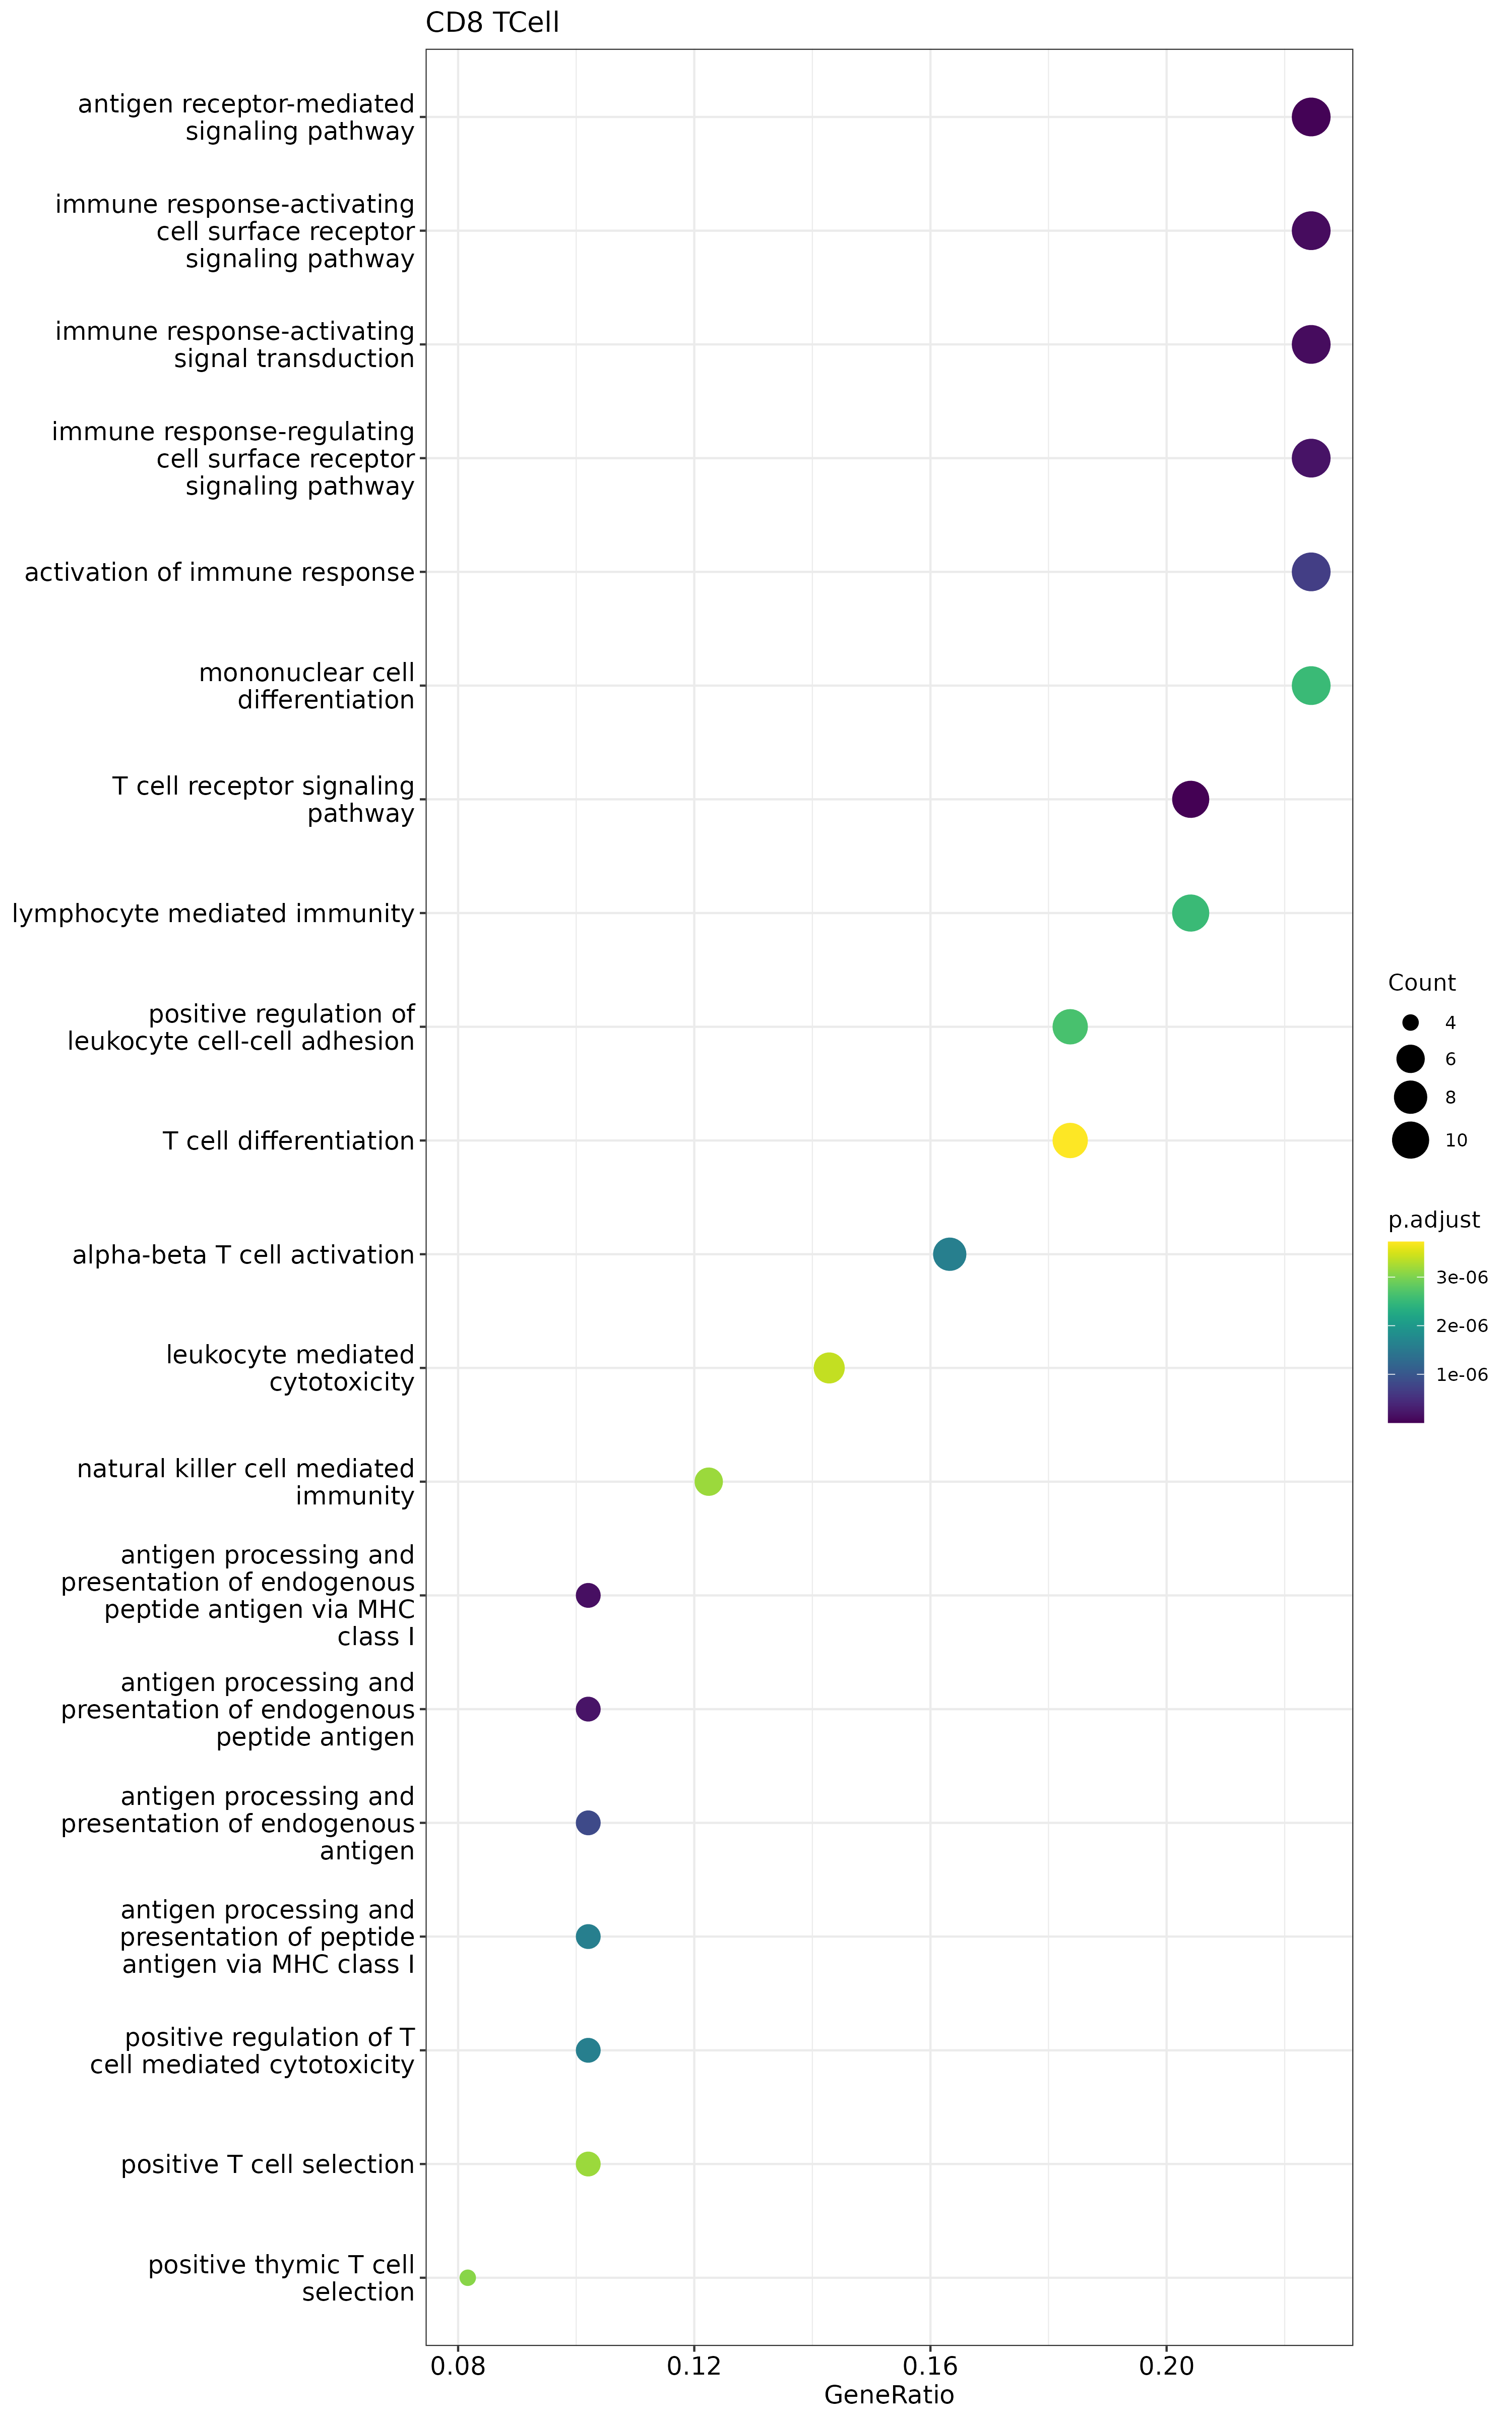 CD8 TCell
antigen receptor-mediated
signaling pathway
immune response-activating
cell surface receptor
signaling pathway
immune response-activating
signal transduction
immune response-regulating
cell surface receptor
signaling pathway
activation of immune response
mononuclear cell
differentiation
T cell receptor signaling
pathway
lymphocyte mediated immunity
positive regulation of
leukocyte cell-cell adhesion
T cell differentiation
alpha-beta T cell activation
leukocyte mediated
cytotoxicity
natural killer cell mediated
immunity
antigen processing and
presentation of endogenous
peptide antigen via MHC
class I
antigen processing and
presentation of endogenous
peptide antigen
antigen processing and
presentation of endogenous
antigen
antigen processing and
presentation of peptide
antigen via MHC class I
positive regulation of T
cell mediated cytotoxicity
positive T cell selection
positive thymic T cell
selection
0.08 0.12 0.16 0.20
GeneRatio
Count
4
6
8
10
p.adjust
3e-06
2e-06
1e-06